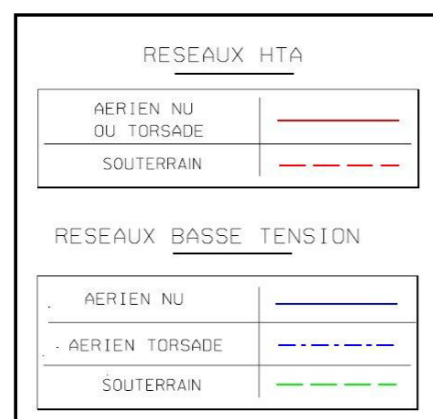 RESEAUX HTA
AERIEN NU
OU TORSADE
SOUTERRAIN
RESEAUX BASSE TENSION
AERIEN NU
AERIEN TORSADE
SOUTERRAIN